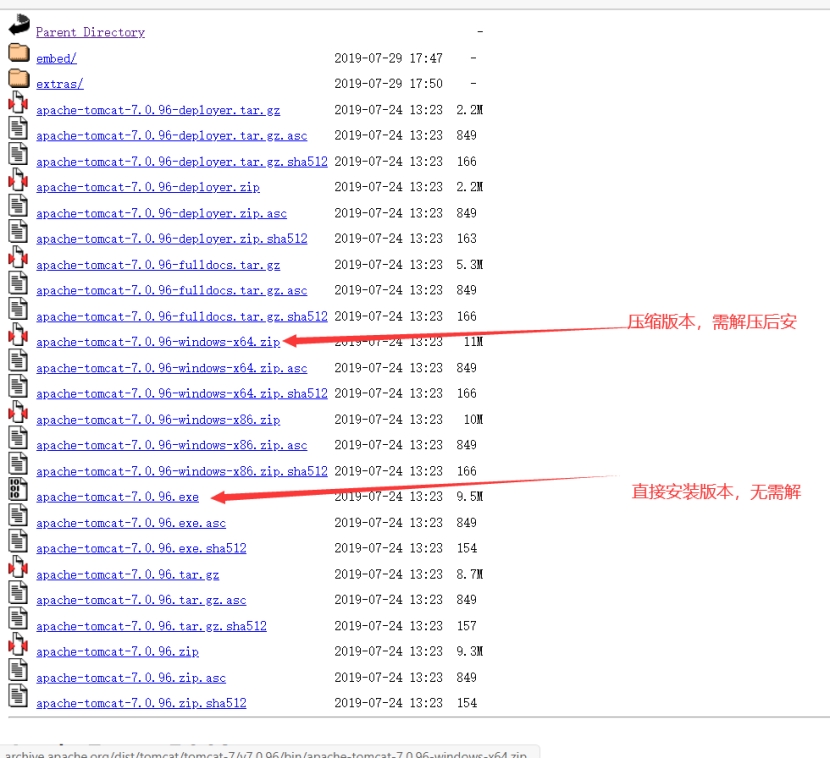 Parent Directory -
embed/ 2019-07-29 17:47 -
extras/ 2019-07-29 17:50 -
apache-tomcat-7.0.96-deployer.tar.gz 2019-07-24 13:23 2.2M
apache-tomcat-7.0.96-deployer.tar.gz.asc 2019-07-24 13:23 849
apache-tomcat-7.0.96-deployer.tar.gz.sha512 2019-07-24 13:23 166
apache-tomcat-7.0.96-deployer.zip 2019-07-24 13:23 2.2M
apache-tomcat-7.0.96-deployer.zip.asc 2019-07-24 13:23 849
apache-tomcat-7.0.96-deployer.zip.sha512 2019-07-24 13:23 163
apache-tomcat-7.0.96-fulldocs.tar.gz 2019-07-24 13:23 5.3M
apache-tomcat-7.0.96-fulldocs.tar.gz.asc 2019-07-24 13:23 849
apache-tomcat-7.0.96-fulldocs.tar.gz.sha512 2019-07-24 13:23 166
压缩版本，需解压后安
apache-tomcat-7.0.96-windows-x64.zip 2019-07-24 13:23 11M
apache-tomcat-7.0.96-windows-x64.zip.asc 2019-07-24 13:23 849
apache-tomcat-7.0.96-windows-x64.zip.sha512 2019-07-24 13:23 166
apache-tomcat-7.0.96-windows-x86.zip 2019-07-24 13:23 10M
apache-tomcat-7.0.96-windows-x86.zip.asc 2019-07-24 13:23 849
apache-tomcat-7.0.96-windows-x86.zip.sha512 2019-07-24 13:23 166
直接安装版本，无需解
apache-tomcat-7.0.96.exe 2019-07-24 13:23 9.5M
apache-tomcat-7.0.96.exe.asc 2019-07-24 13:23 849
apache-tomcat-7.0.96.exe.sha512 2019-07-24 13:23 154
apache-tomcat-7.0.96.tar.gz 2019-07-24 13:23 8.7M
apache-tomcat-7.0.96.tar.gz.asc 2019-07-24 13:23 849
apache-tomcat-7.0.96.tar.gz.sha512 2019-07-24 13:23 157
apache-tomcat-7.0.96.zip 2019-07-24 13:23 9.3M
apache-tomcat-7.0.96.zip.asc 2019-07-24 13:23 849
apache-tomcat-7.0.96.zip.sha512 2019-07-24 13:23 154
archive.apache.org/dist/tomcat/tomcat-7/v7.0.96/bin/apache-tomcat-7.0.96-windows-x64.zip